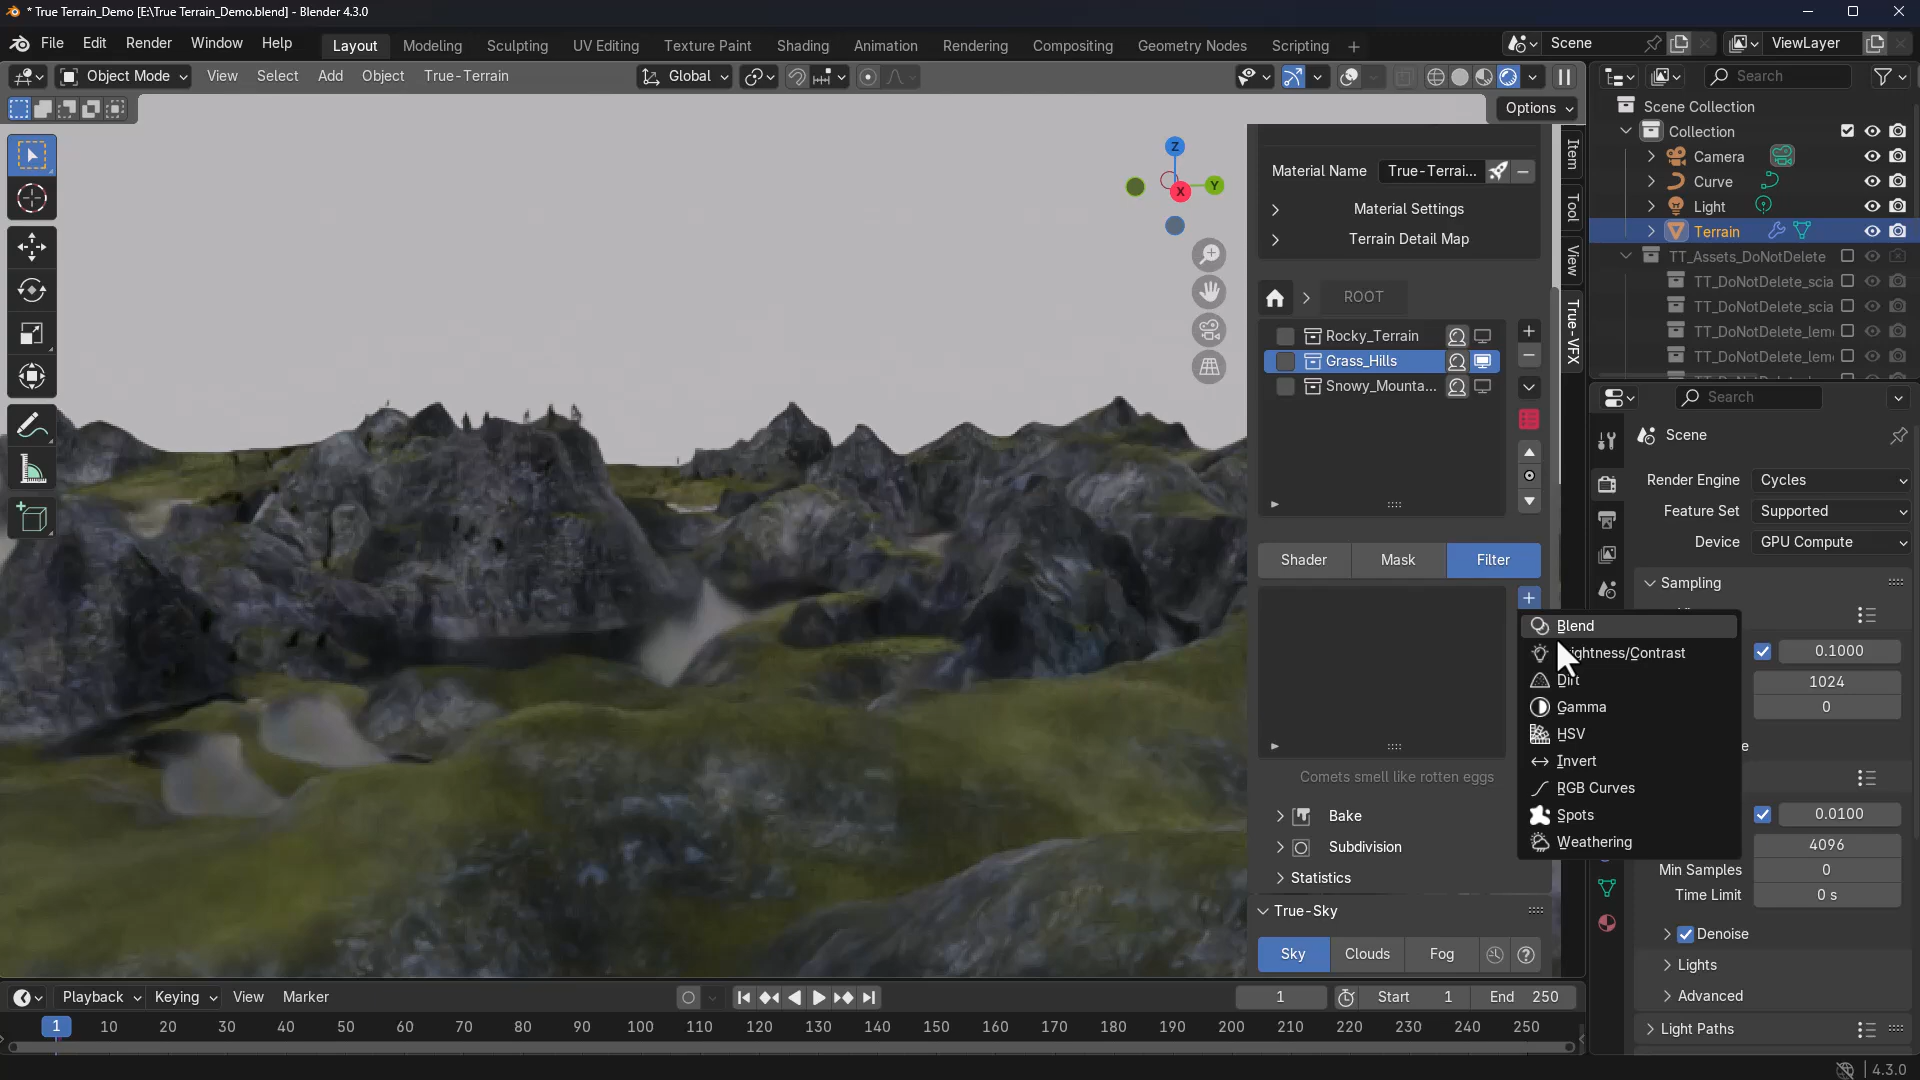 * True Terrain_Demo [E:\True Terrain_Demo.blend] - Blender 4.3.0
File Edit Render Window Help
Layout Modeling Sculpting UV Editing Texture Paint Shading Animation Rendering Compositing Geometry Nodes Scripting +
Scene
ViewLayer
Object Mode View Select Add Object True-Terrain
Global
Search
Options
Scene Collection
Collection
Camera
Curve
Light
Terrain
TT_Assets_DoNotDelete
TT_DoNotDelete_scia
TT_DoNotDelete_scia
TT_DoNotDelete_lem
TT_DoNotDelete_lem
Z
Y
X
Item
Tool
View
True-VFX
Material Name True-Terrai...
Material Settings
Terrain Detail Map
ROOT
Rocky_Terrain
Grass_Hills
Snowy_Mounta...
Shader Mask Filter
Blend
ightness/Contrast
Dirt
Gamma
HSV
Invert
RGB Curves
Spots
Weathering
Comets smell like rotten eggs
Bake
Subdivision
Statistics
True-Sky
Sky Clouds Fog
Search
Scene
Render Engine Cycles
Feature Set Supported
Device GPU Compute
Sampling
0.1000
1024
0
0.0100
4096
Min Samples 0
Time Limit 0 s
Denoise
Lights
Advanced
Light Paths
Playback Keying View Marker
1 Start 1 End 250
1 10 20 30 40 50 60 70 80 90 100 110 120 130 140 150 160 170 180 190 200 210 220 230 240 250
4.3.0